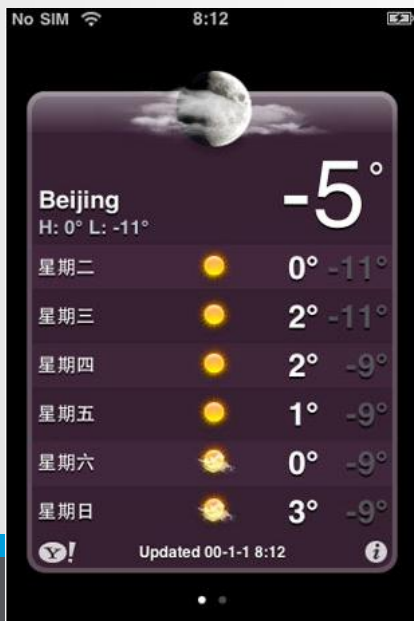 No SIM 8:12
-5°
Beijing
H: 0° L: -11°
星期二 0° -11°
星期三 2° -11°
星期四 2° -9°
星期五 1° -9°
星期六 0° -9°
星期日 3° -9°
Y! Updated 00-1-1 8:12 i